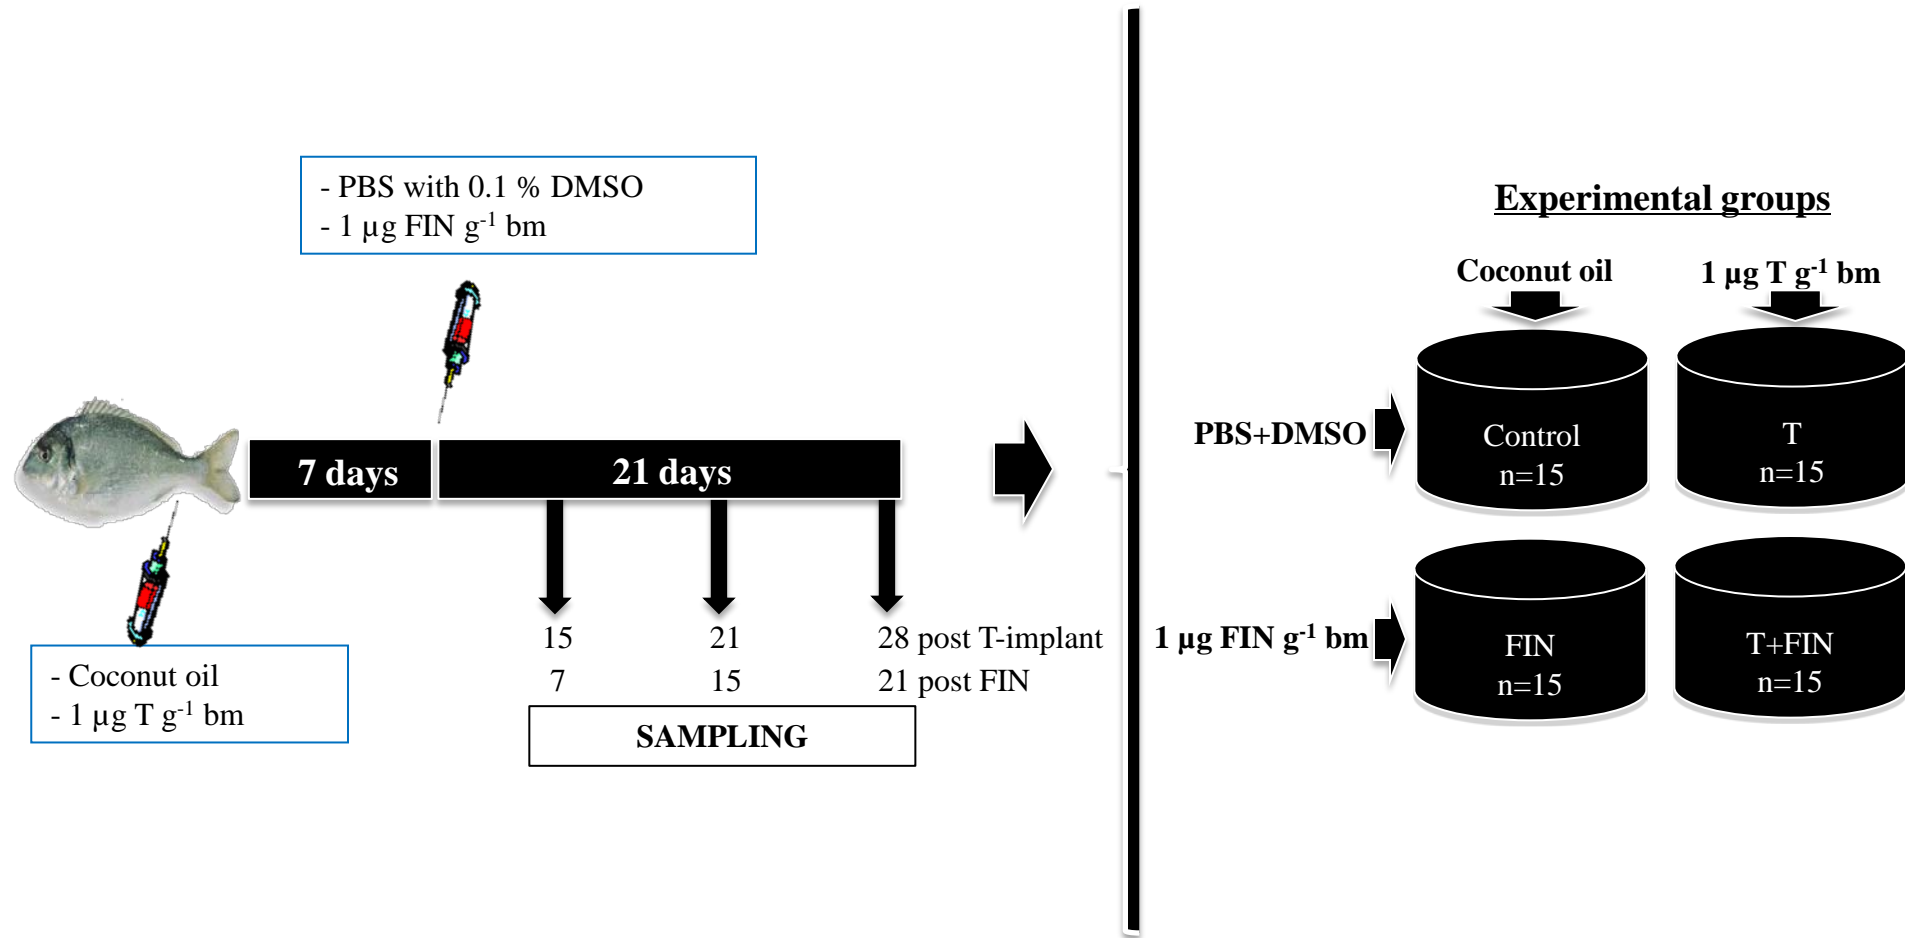 - PBS with 0.1 % DMSO
- 1 µg FIN g⁻¹ bm
7 days
21 days
- Coconut oil
- 1 µg T g⁻¹ bm
15 21 28 post T-implant
7 15 21 post FIN
SAMPLING
Experimental groups
Coconut oil
1 µg T g⁻¹ bm
PBS+DMSO
Control
n=15
T
n=15
1 µg FIN g⁻¹ bm
FIN
n=15
T+FIN
n=15